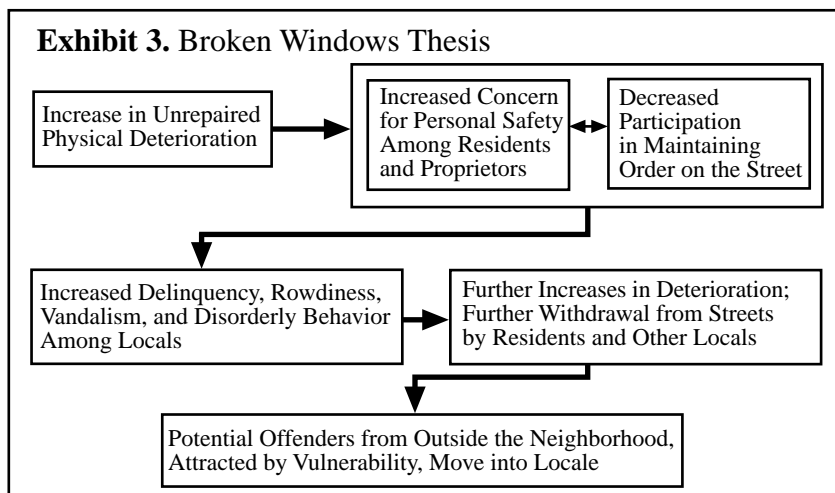 Exhibit 3. Broken Windows Thesis
Increase in Unrepaired
Physical Deterioration
Increased Concern
for Personal Safety
Among Residents
and Proprietors
Decreased
Participation
in Maintaining
Order on the Street
Increased Delinquency, Rowdiness,
Vandalism, and Disorderly Behavior
Among Locals
Further Increases in Deterioration;
Further Withdrawal from Streets
by Residents and Other Locals
Potential Offenders from Outside the Neighborhood,
Attracted by Vulnerability, Move into Locale